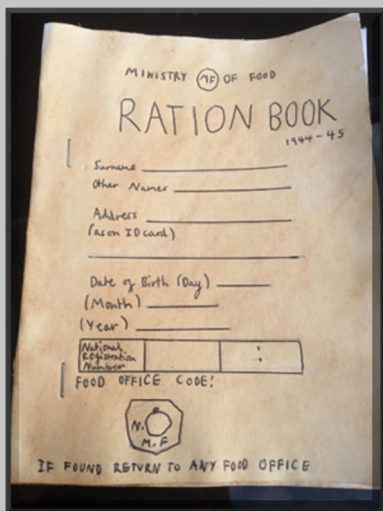 MINISTRY MF OF FOOD
RATION BOOK
1944-45
Surname
Other Names
Address
(as on ID card)
Date of Birth (Day)
(Month)
(Year)
National
Registration
Number
FOOD OFFICE CODE!
N.
M.F
IF FOUND RETURN TO ANY FOOD OFFICE